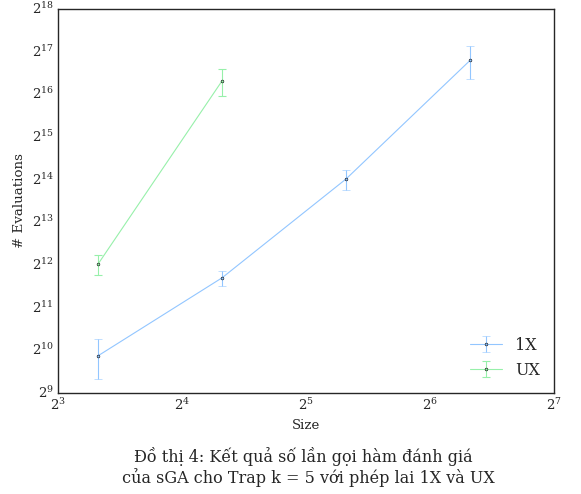 2^18
2^17
2^16
2^15
2^14
2^13
2^12
2^11
2^10
2^9
# Evaluations
1X
UX
2^3 2^4 2^5 2^6 2^7
Size
Đồ thị 4: Kết quả số lần gọi hàm đánh giá
của sGA cho Trap k = 5 với phép lai 1X và UX